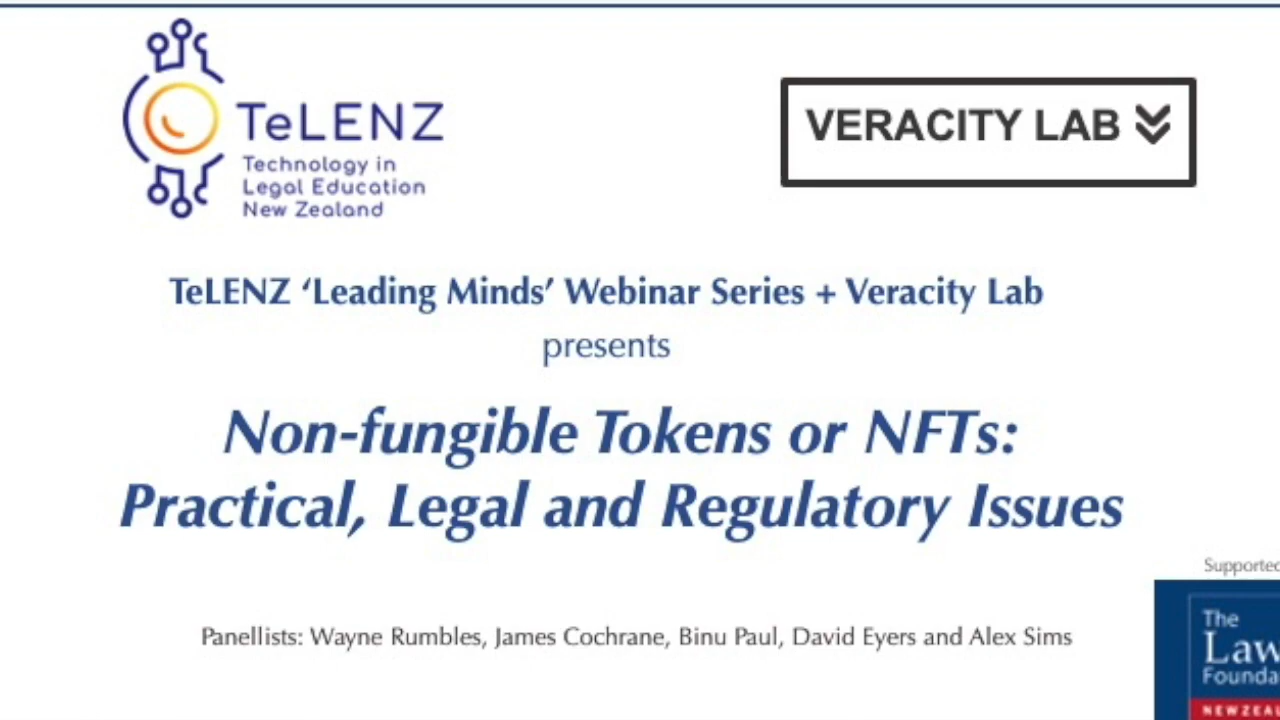 TeLENZ
Technology in
Legal Education
New Zealand
VERACITY LAB
TeLENZ ‘Leading Minds’ Webinar Series + Veracity Lab
presents
Non-fungible Tokens or NFTs:
Practical, Legal and Regulatory Issues
Panellists: Wayne Rumbles, James Cochrane, Binu Paul, David Eyers and Alex Sims
Supported
The
Law